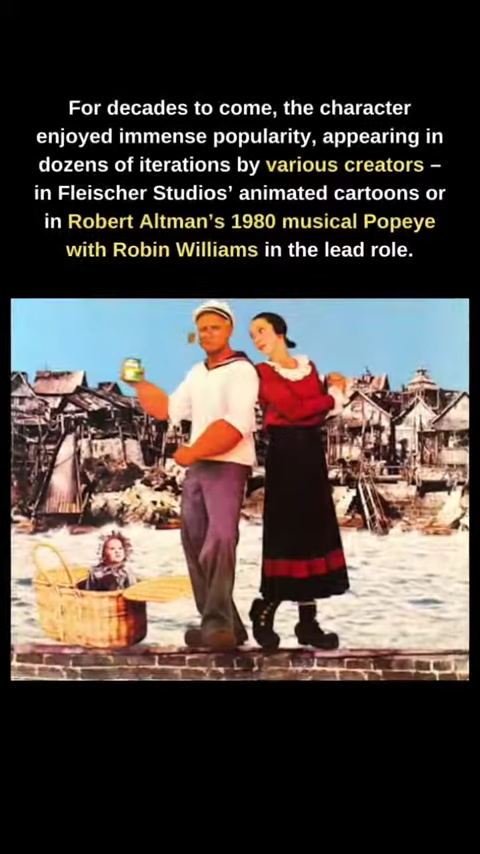 For decades to come, the character
enjoyed immense popularity, appearing in
dozens of iterations by various creators –
in Fleischer Studios’ animated cartoons or
in Robert Altman’s 1980 musical Popeye
with Robin Williams in the lead role.